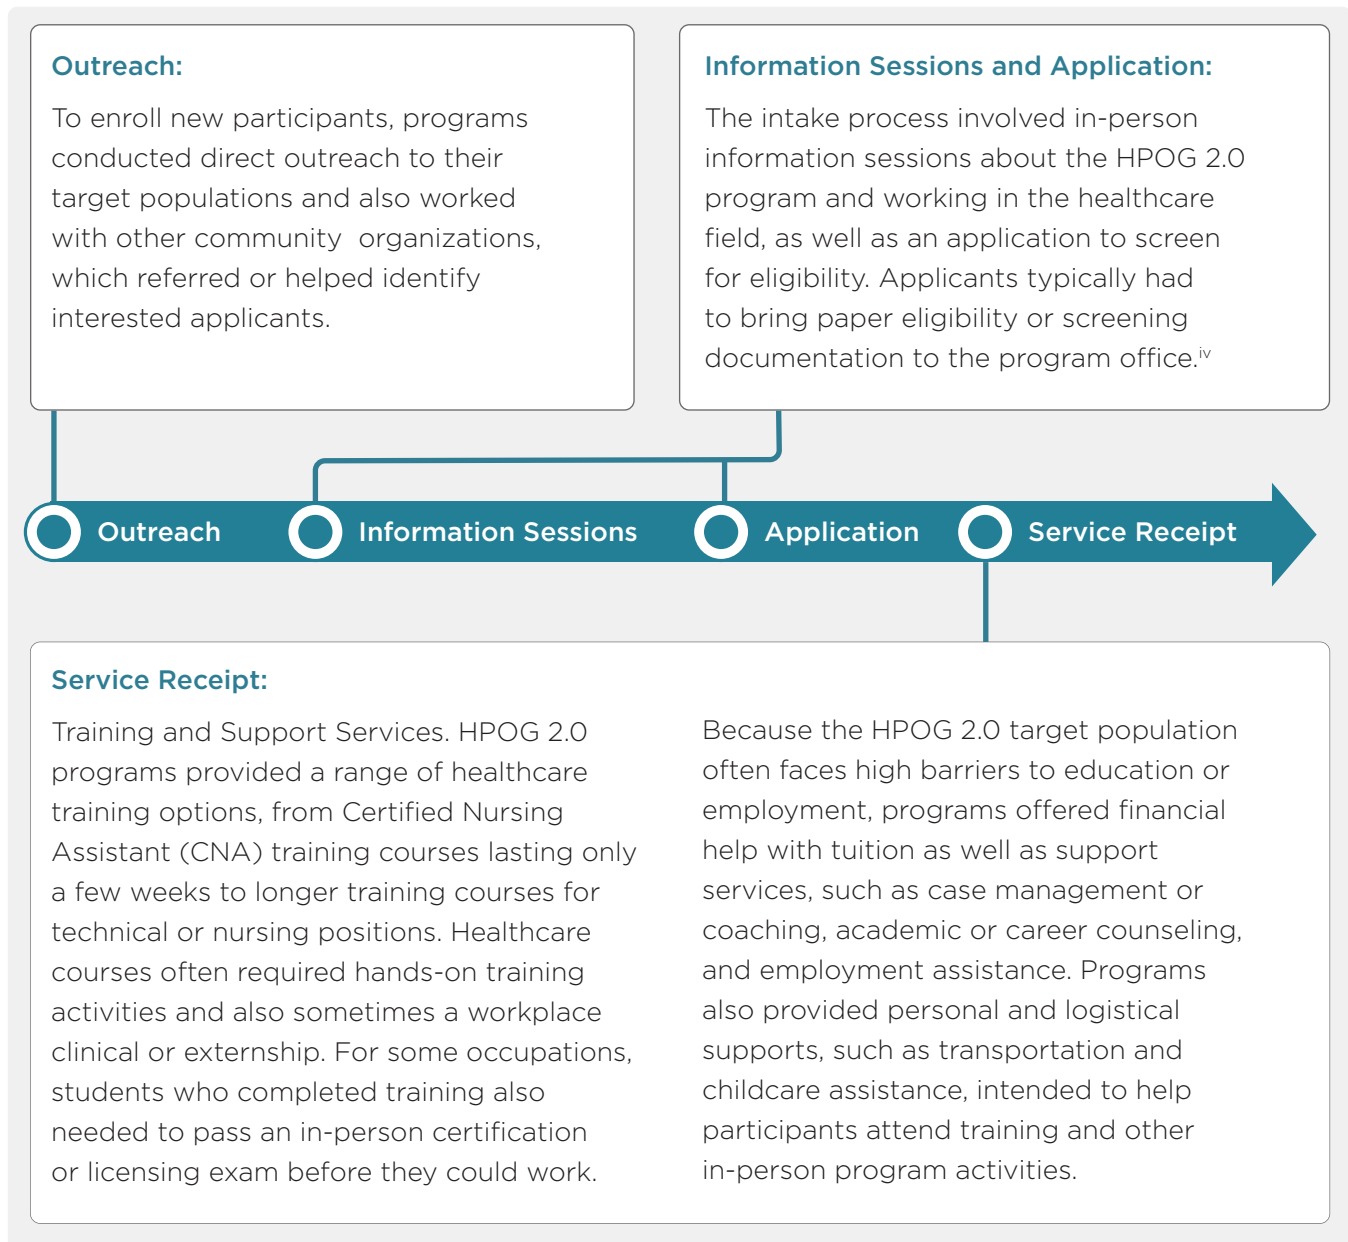 Outreach:
To enroll new participants, programs
conducted direct outreach to their
target populations and also worked
with other community organizations,
which referred or helped identify
interested applicants.
Information Sessions and Application:
The intake process involved in-person
information sessions about the HPOG 2.0
program and working in the healthcare
field, as well as an application to screen
for eligibility. Applicants typically had
to bring paper eligibility or screening
documentation to the program office.iv
Outreach
Information Sessions
Application
Service Receipt
Service Receipt:
Training and Support Services. HPOG 2.0
programs provided a range of healthcare
training options, from Certified Nursing
Assistant (CNA) training courses lasting only
a few weeks to longer training courses for
technical or nursing positions. Healthcare
courses often required hands-on training
activities and also sometimes a workplace
clinical or externship. For some occupations,
students who completed training also
needed to pass an in-person certification
or licensing exam before they could work.
Because the HPOG 2.0 target population
often faces high barriers to education or
employment, programs offered financial
help with tuition as well as support
services, such as case management or
coaching, academic or career counseling,
and employment assistance. Programs
also provided personal and logistical
supports, such as transportation and
childcare assistance, intended to help
participants attend training and other
in-person program activities.